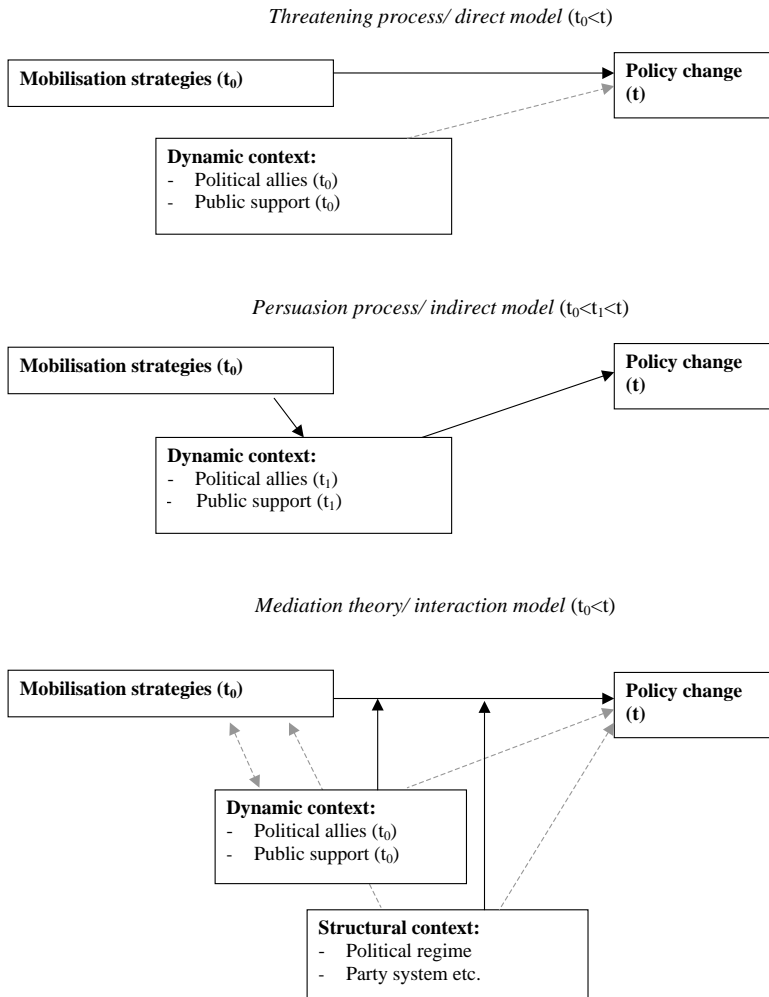 Threatening process/ direct model (t₀<t)
Mobilisation strategies (t₀)
Policy change
(t)
Dynamic context:
- Political allies (t₀)
- Public support (t₀)
Persuasion process/ indirect model (t₀<t₁<t)
Mobilisation strategies (t₀)
Policy change
(t)
Dynamic context:
- Political allies (t₁)
- Public support (t₁)
Mediation theory/ interaction model (t₀<t)
Mobilisation strategies (t₀)
Policy change
(t)
Dynamic context:
- Political allies (t₀)
- Public support (t₀)
Structural context:
- Political regime
- Party system etc.